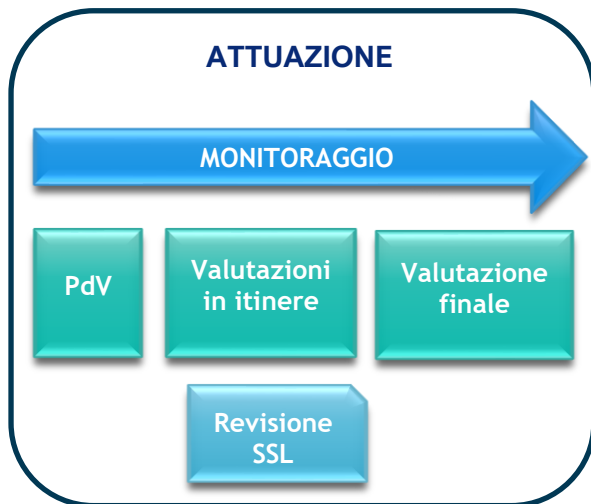 ATTUAZIONE
MONITORAGGIO
PdV
Valutazioni
in itinere
Valutazione
finale
Revisione
SSL